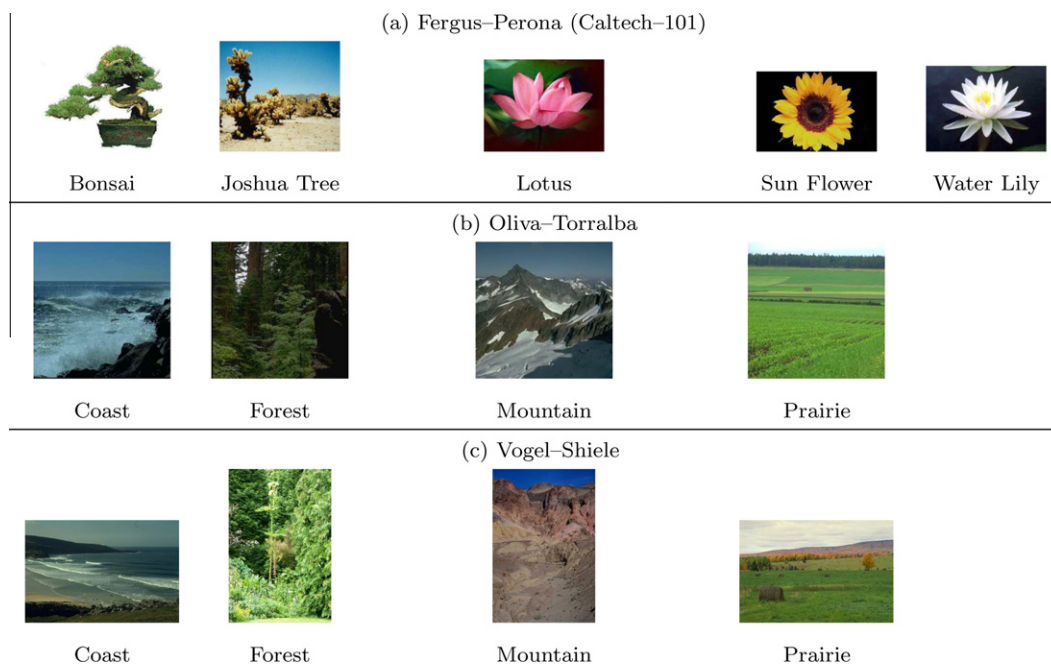 (a) Fergus–Perona (Caltech–101)
Bonsai Joshua Tree Lotus Sun Flower Water Lily
(b) Oliva–Torralba
Coast Forest Mountain Prairie
(c) Vogel–Shiele
Coast Forest Mountain Prairie